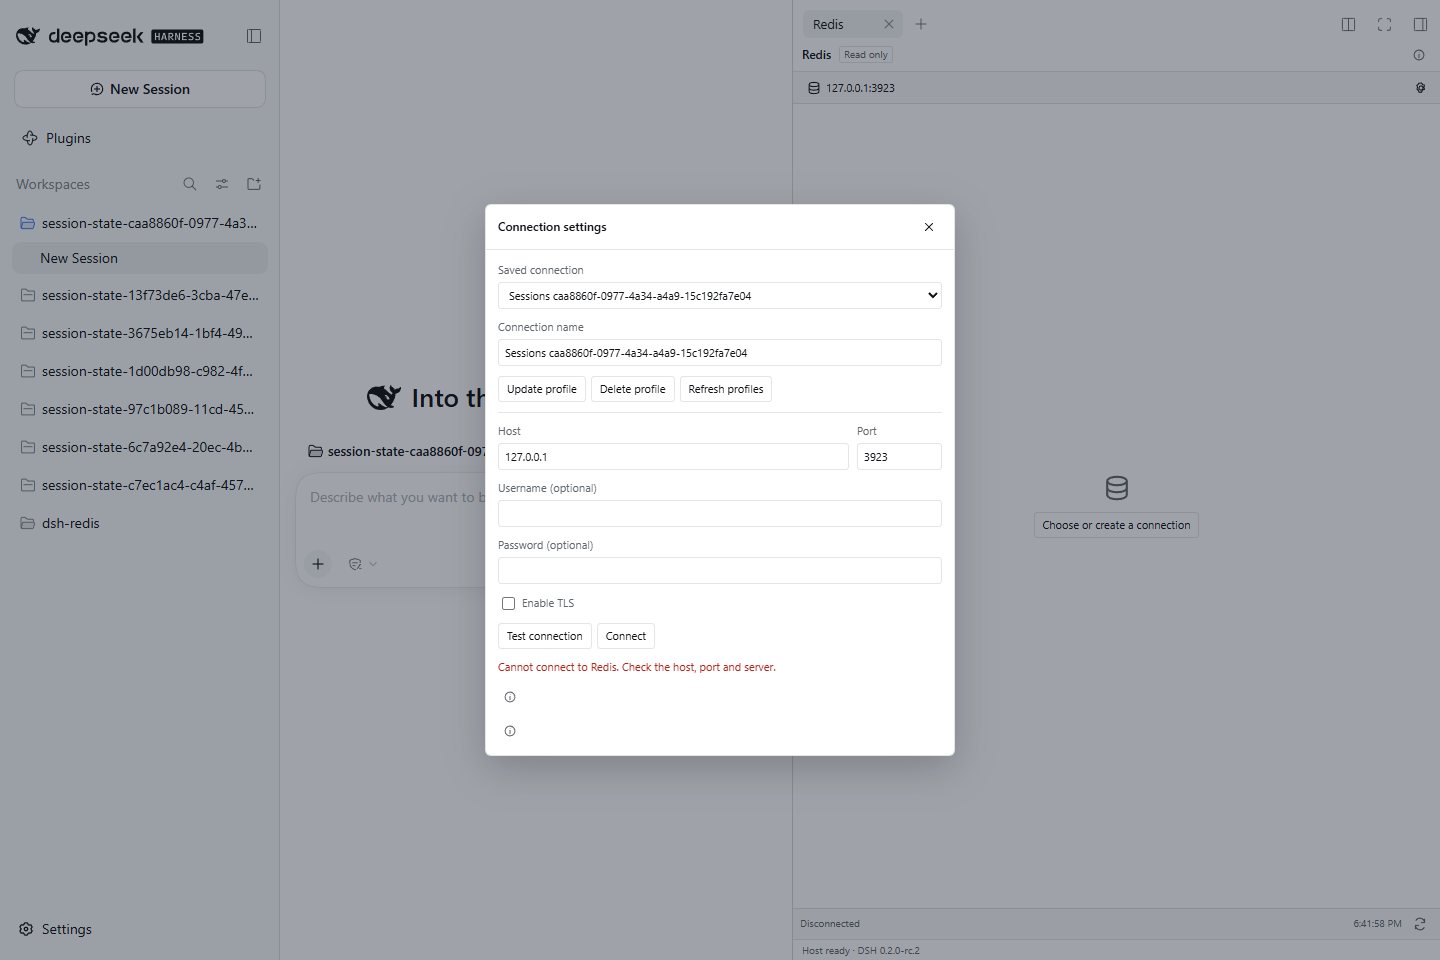 deepseek HARNESS
New Session
Plugins
Workspaces
session-state-caa8860f-0977-4a3...
New Session
session-state-13f73de6-3cba-47e...
session-state-3675eb14-1bf4-49...
session-state-1d00db98-c982-4f...
session-state-97c1b089-11cd-45...
session-state-6c7a92e4-20ec-4b...
session-state-c7ec1ac4-c4af-457...
dsh-redis
Settings
Into th
session-state-caa8860f-097
Describe what you want to b
Redis
Redis Read only
127.0.0.1:3923
Choose or create a connection
Disconnected 6:41:58 PM
Host ready · DSH 0.2.0-rc.2
Connection settings
Saved connection
Sessions caa8860f-0977-4a34-a4a9-15c192fa7e04
Connection name
Sessions caa8860f-0977-4a34-a4a9-15c192fa7e04
Update profile Delete profile Refresh profiles
Host Port
127.0.0.1 3923
Username (optional)
Password (optional)
Enable TLS
Test connection Connect
Cannot connect to Redis. Check the host, port and server.